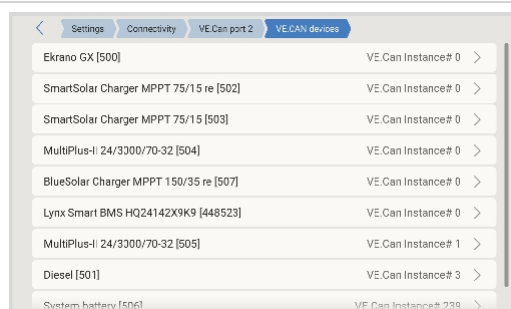 Settings Connectivity VE.Can port 2 VE.CAN devices
Ekrano GX [500] VE.Can Instance# 0
SmartSolar Charger MPPT 75/15 re [502] VE.Can Instance# 0
SmartSolar Charger MPPT 75/15 [503] VE.Can Instance# 0
MultiPlus-II 24/3000/70-32 [504] VE.Can Instance# 0
BlueSolar Charger MPPT 150/35 re [507] VE.Can Instance# 0
Lynx Smart BMS HQ24142X9K9 [448523] VE.Can Instance# 0
MultiPlus-II 24/3000/70-32 [505] VE.Can Instance# 1
Diesel [501] VE.Can Instance# 3
System battery [506] VE.Can Instance# 239